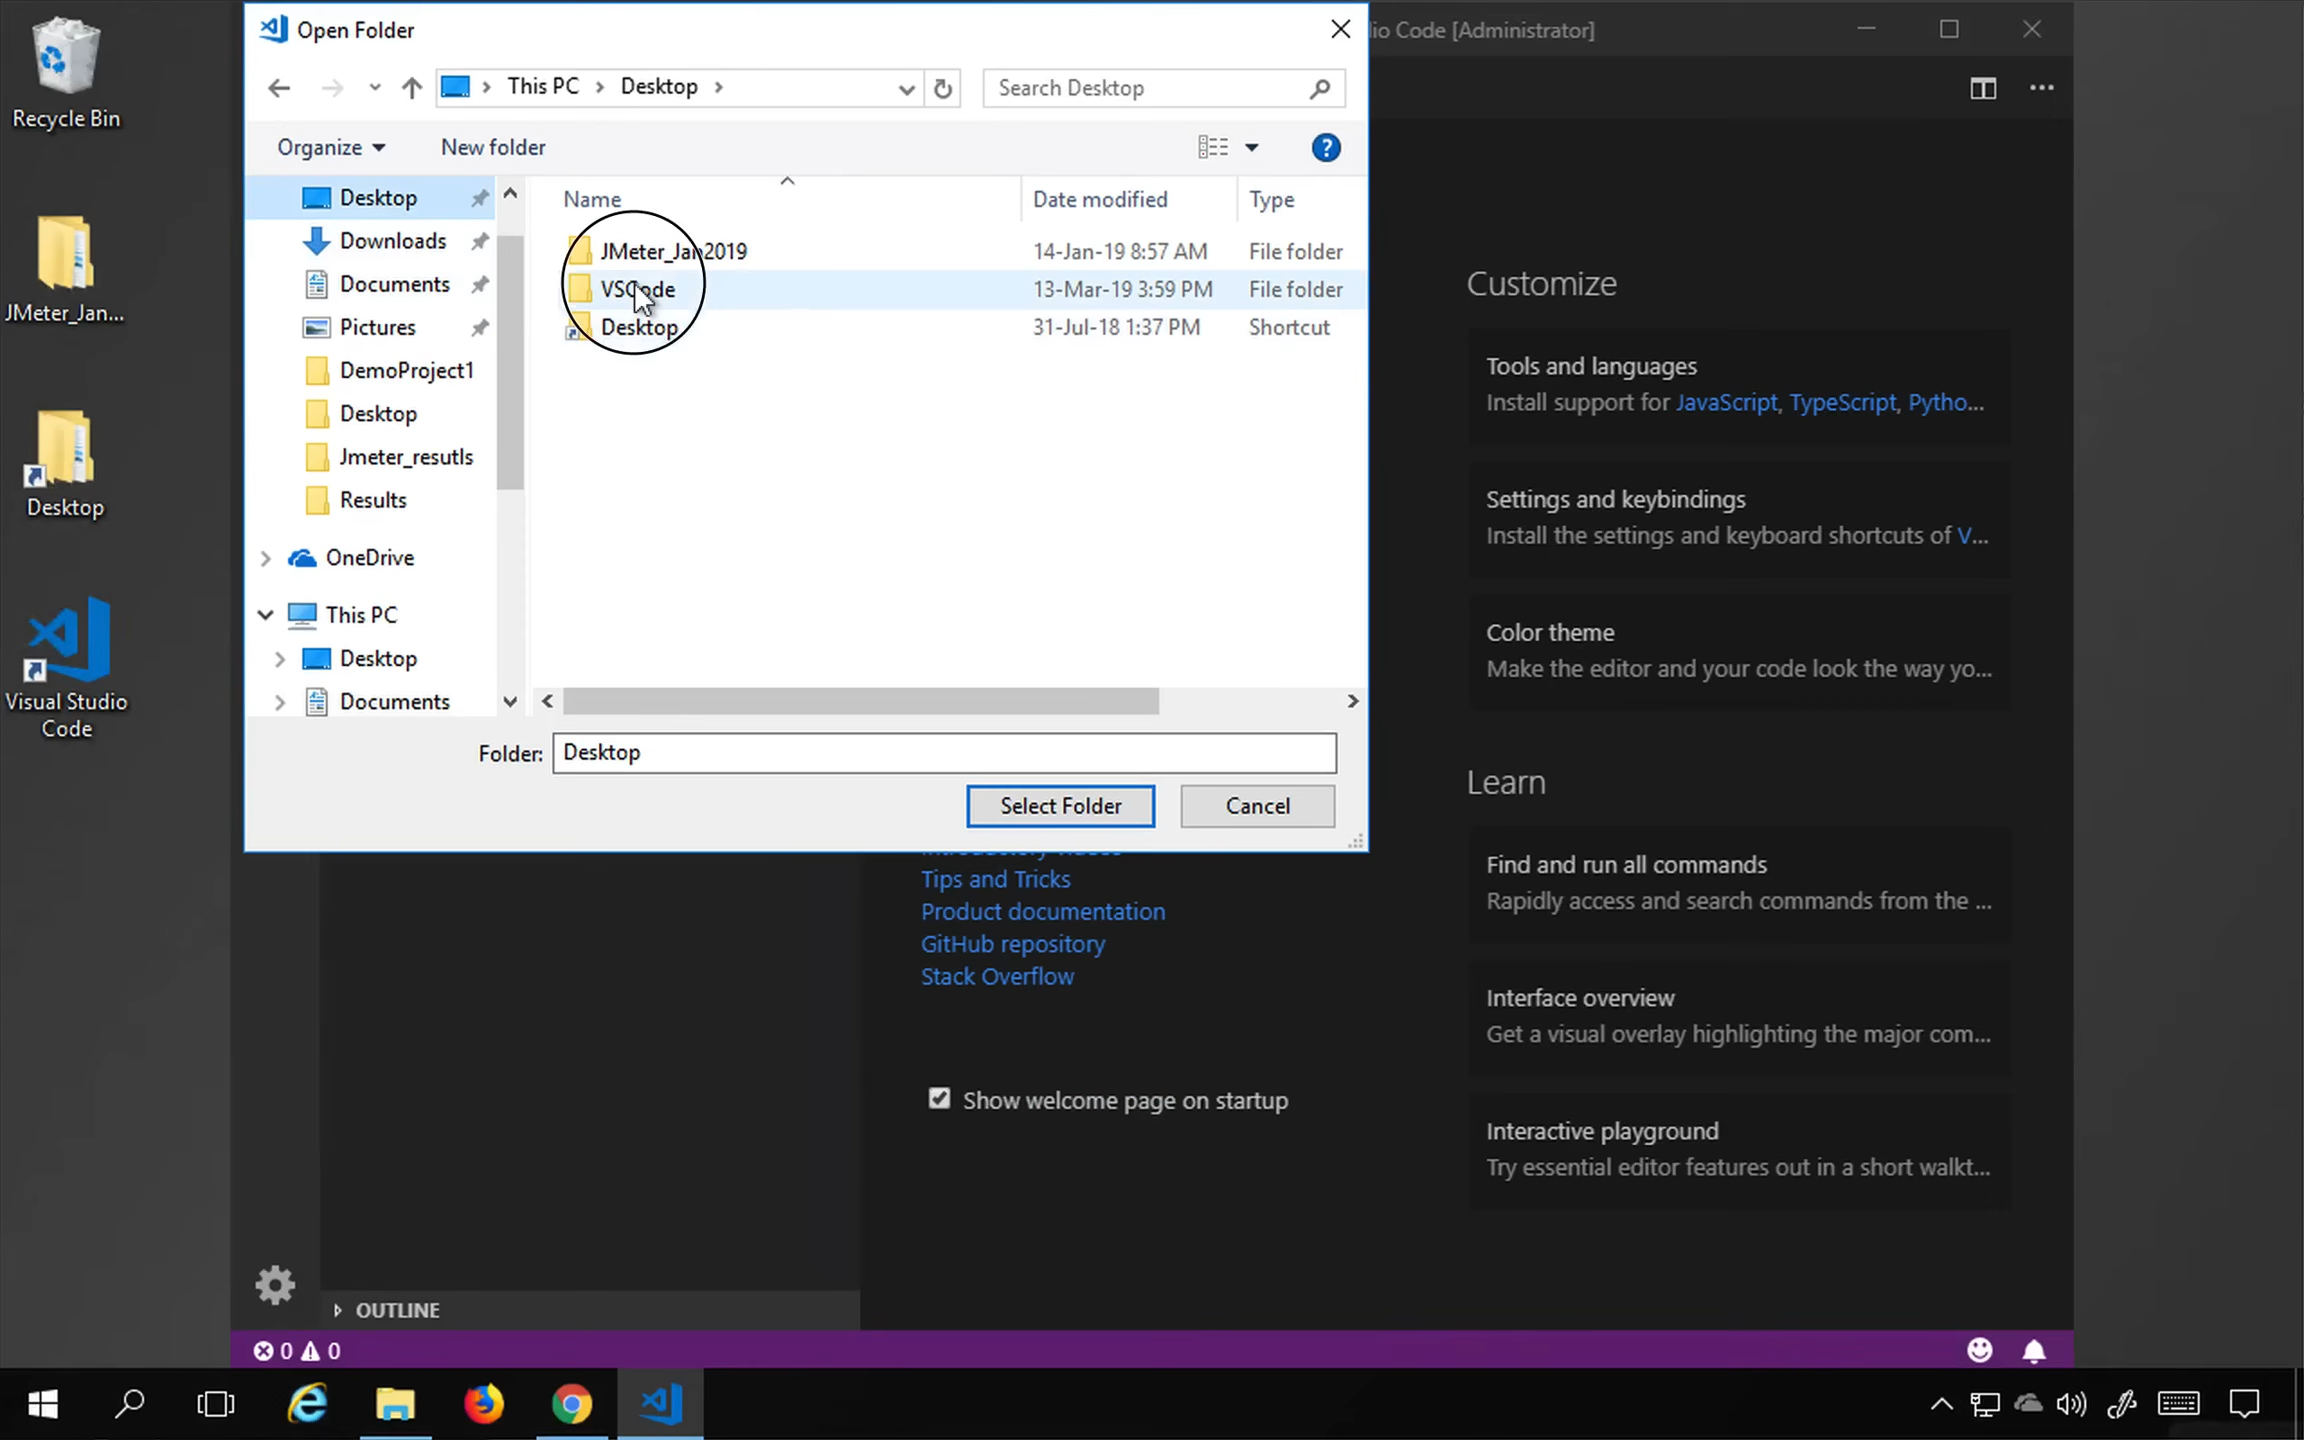 Recycle Bin
JMeter_Jan...
Desktop
Visual Studio
Code
Open Folder
This PC
Desktop
Search Desktop
Organize
New folder
Desktop
Downloads
Documents
Pictures
DemoProject1
Desktop
Jmeter_resutls
Results
OneDrive
This PC
Desktop
Documents
Name
Date modified
Type
JMeter_Jan2019
14-Jan-19 8:57 AM
File folder
VSCode
13-Mar-19 3:59 PM
File folder
Desktop
31-Jul-18 1:37 PM
Shortcut
Folder:
Desktop
Select Folder
Cancel
io Code [Administrator]
Tips and Tricks
Product documentation
GitHub repository
Stack Overflow
Show welcome page on startup
Customize
Tools and languages
Install support for JavaScript, TypeScript, Pytho...
Settings and keybindings
Install the settings and keyboard shortcuts of V...
Color theme
Make the editor and your code look the way yo...
Learn
Find and run all commands
Rapidly access and search commands from the ...
Interface overview
Get a visual overlay highlighting the major com...
Interactive playground
Try essential editor features out in a short walkt...
OUTLINE
0 0